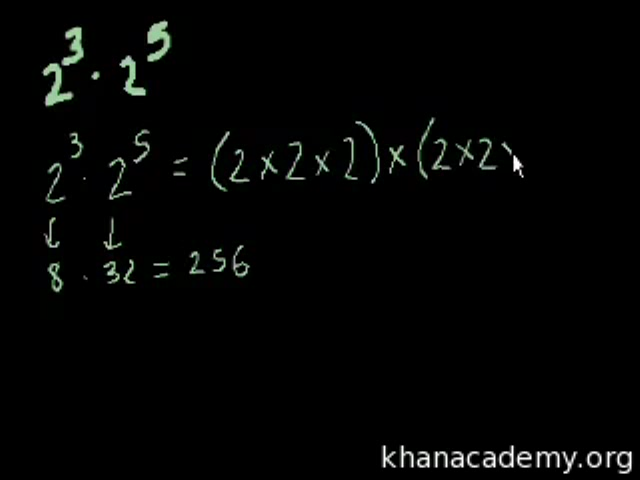 2³ · 2⁵
2³ · 2⁵ = (2 × 2 × 2) × (2 × 2
↓ ↓
8 · 32 = 256
khanacademy.org